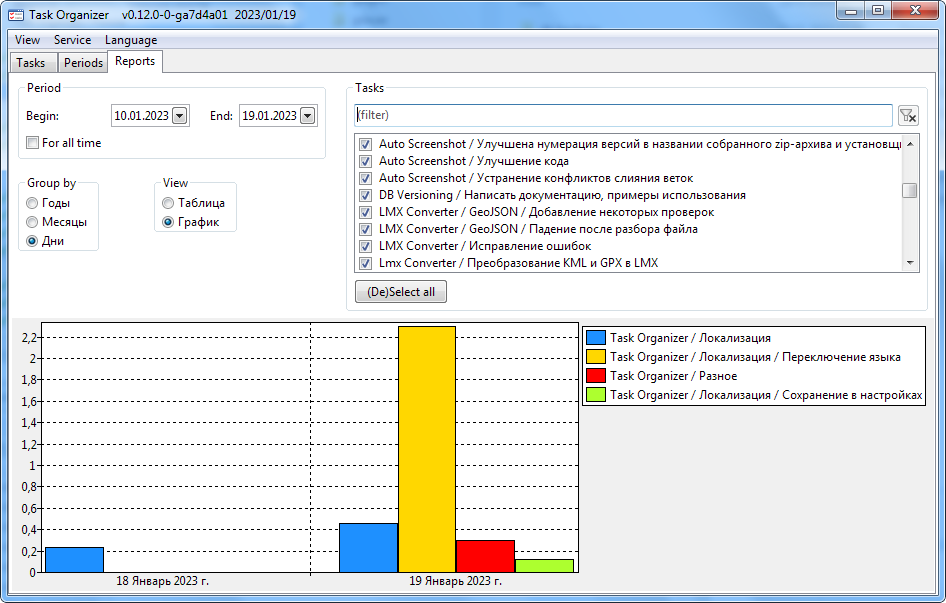 Task Organizer v0.12.0-0-ga7d4a01 2023/01/19
View Service Language
Tasks Periods Reports
Period
Begin: 10.01.2023 End: 19.01.2023
For all time
Group by
Годы
Месяцы
Дни
View
Таблица
График
Tasks
(filter)
Auto Screenshot / Улучшена нумерация версий в названии собранного zip-архива и установщ
Auto Screenshot / Улучшение кода
Auto Screenshot / Устранение конфликтов слияния веток
DB Versioning / Написать документацию, примеры использования
LMX Converter / GeoJSON / Добавление некоторых проверок
LMX Converter / GeoJSON / Падение после разбора файла
LMX Converter / Исправление ошибок
Lmx Converter / Преобразование KML и GPX в LMX
(De)Select all
2,2
2
1,8
1,6
1,4
1,2
1
0,8
0,6
0,4
0,2
0
18 Январь 2023 г. 19 Январь 2023 г.
Task Organizer / Локализация
Task Organizer / Локализация / Переключение языка
Task Organizer / Разное
Task Organizer / Локализация / Сохранение в настройках